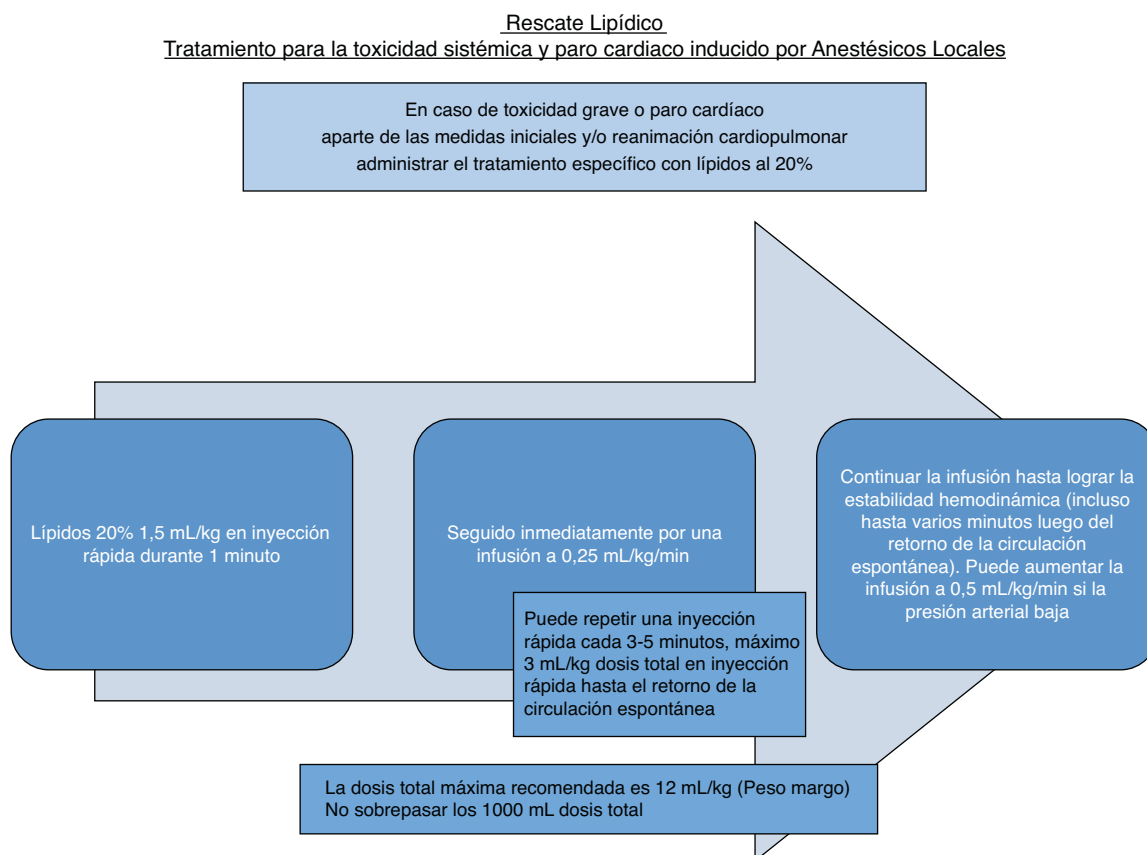 Rescate Lipídico
Tratamiento para la toxicidad sistémica y paro cardiaco inducido por Anestésicos Locales
En caso de toxicidad grave o paro cardíaco
aparte de las medidas iniciales y/o reanimación cardiopulmonar
administrar el tratamiento específico con lípidos al 20%
Lípidos 20% 1,5 mL/kg en inyección
rápida durante 1 minuto
Seguido inmediatamente por una
infusión a 0,25 mL/kg/min
Puede repetir una inyección
rápida cada 3-5 minutos, máximo
3 mL/kg dosis total en inyección
rápida hasta el retorno de la
circulación espontánea
Continuar la infusión hasta lograr la
estabilidad hemodinámica (incluso
hasta varios minutos luego del
retorno de la circulación
espontánea). Puede aumentar la
infusión a 0,5 mL/kg/min si la
presión arterial baja
La dosis total máxima recomendada es 12 mL/kg (Peso margo)
No sobrepasar los 1000 mL dosis total